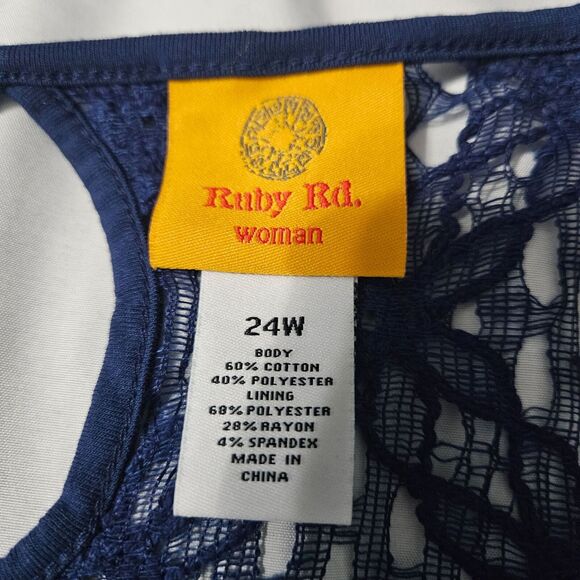 Ruby Rd.
woman
24W
BODY
60% COTTON
40% POLYESTER
LINING
68% POLYESTER
28% RAYON
4% SPANDEX
MADE IN
CHINA